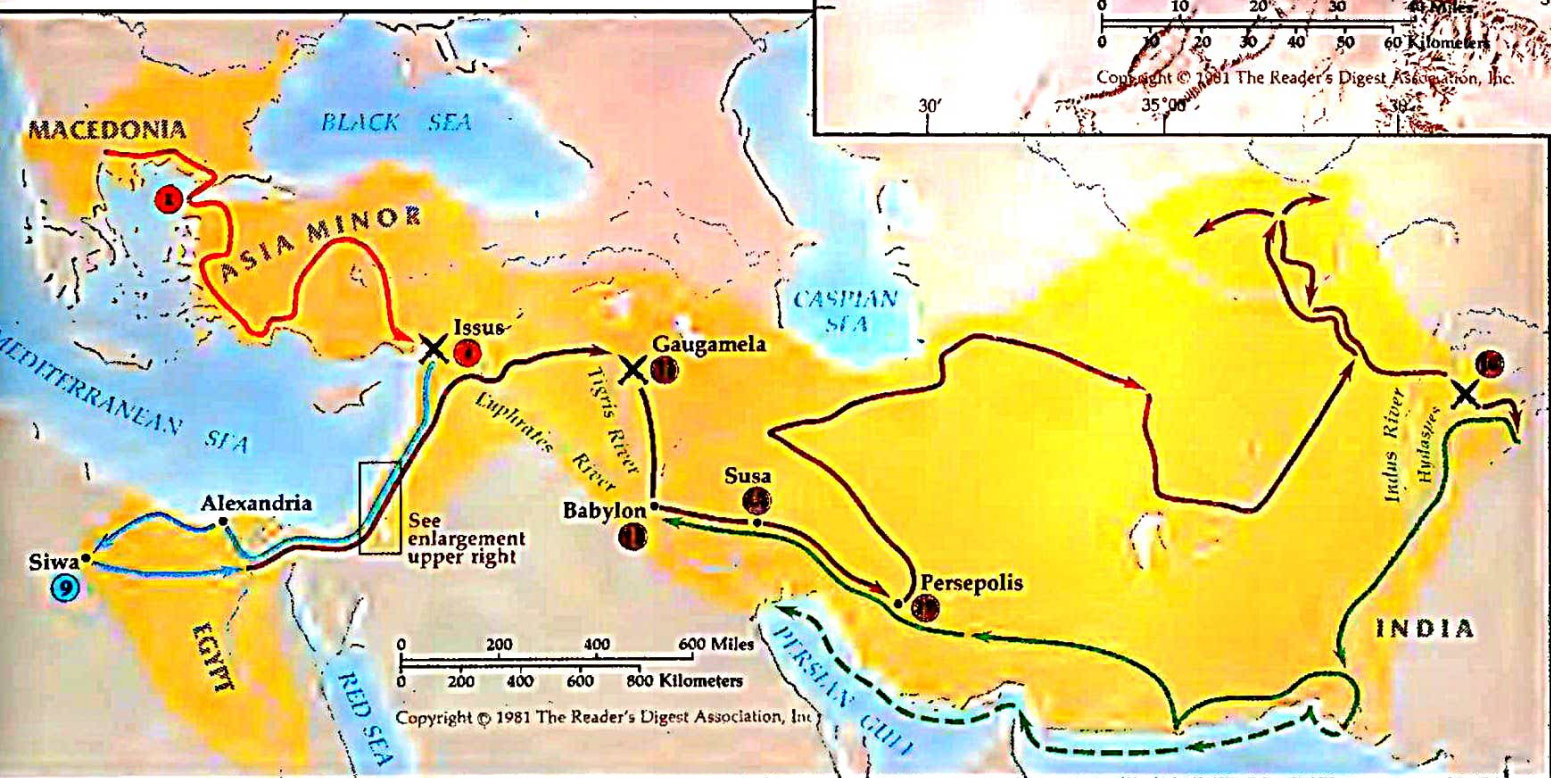 0 10 20 30 40 Miles
0 10 20 30 40 50 60 Kilometers
Copyright © 1981 The Reader's Digest Association, Inc.
30' 35°00' 30'
MACEDONIA
BLACK SEA
ASIA MINOR
CASPIAN
SEA
Issus
Gaugamela
MEDITERRANEAN SEA
Euphrates River
Tigris River
Indus River
Hydaspes
Susa
Alexandria
Babylon
See
enlargement
upper right
Siwa
9
Persepolis
EGYPT
INDIA
RED SEA
PERSIAN GULF
0 200 400 600 Miles
0 200 400 600 800 Kilometers
Copyright © 1981 The Reader's Digest Association, Inc